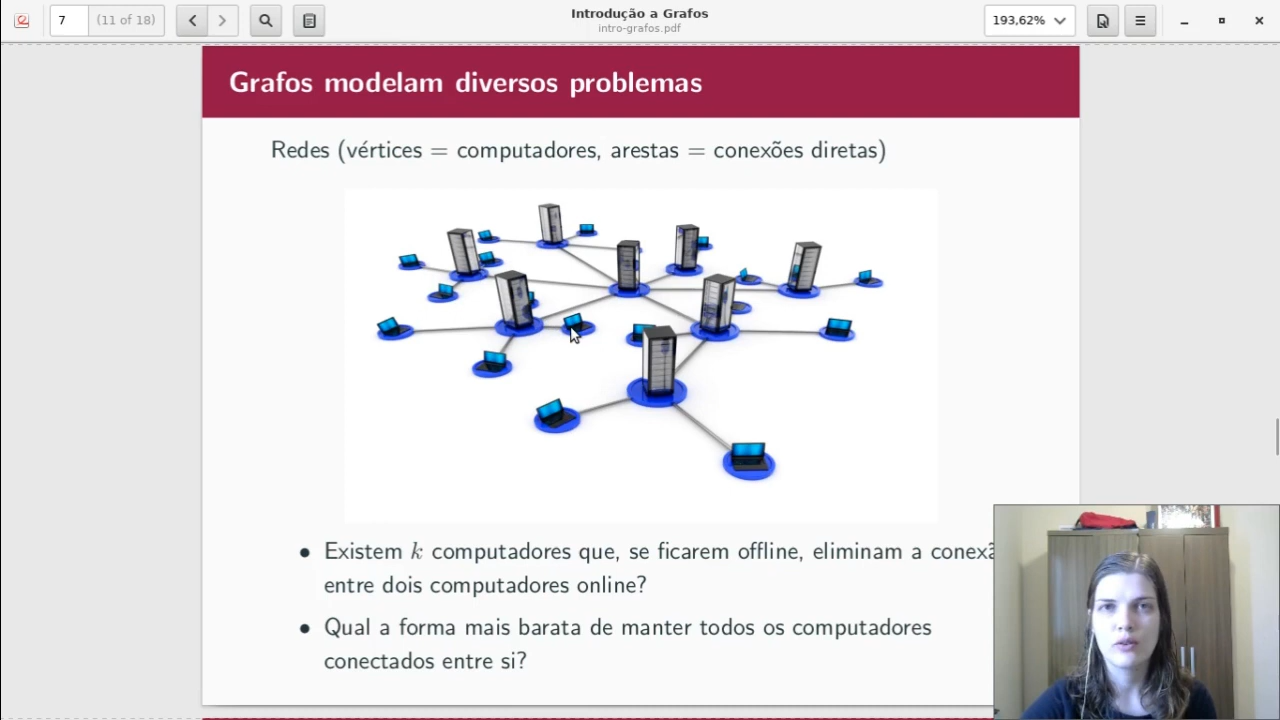 7
(11 of 18)
Introdução a Grafos
intro-grafos.pdf
193,62%
Grafos modelam diversos problemas
Redes (vértices = computadores, arestas = conexões diretas)
• Existem k computadores que, se ficarem offline, eliminam a
entre dois computadores online?
• Qual a forma mais barata de manter todos os computadores
conectados entre si?